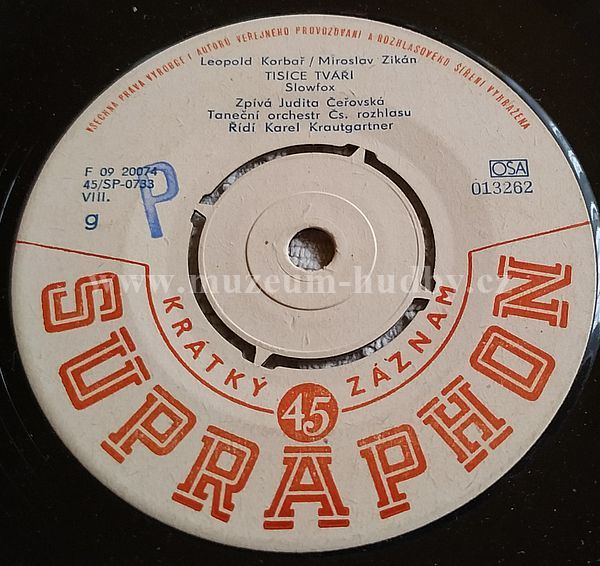 VŠECHNA PRÁVA VÝROBCE I AUTORŮ VEŘEJNÉHO PROVOZOVÁNÍ A ROZHLASOVÉHO ŠÍŘENÍ VYHRAŽENA
Leopold Korbař / Miroslav Zikán
TISÍCE TVÁŘÍ
Slowfox
Zpívá Judita Čeřovská
Taneční orchestr Čs. rozhlasu
Řídí Karel Krautgartner
F 09 20074
45/SP-0733
VIII.
g
P
OSA
013262
www.muzeum-hudby.cz
KRÁTKÝ 45 ZÁZNAM
SUPRAPHON